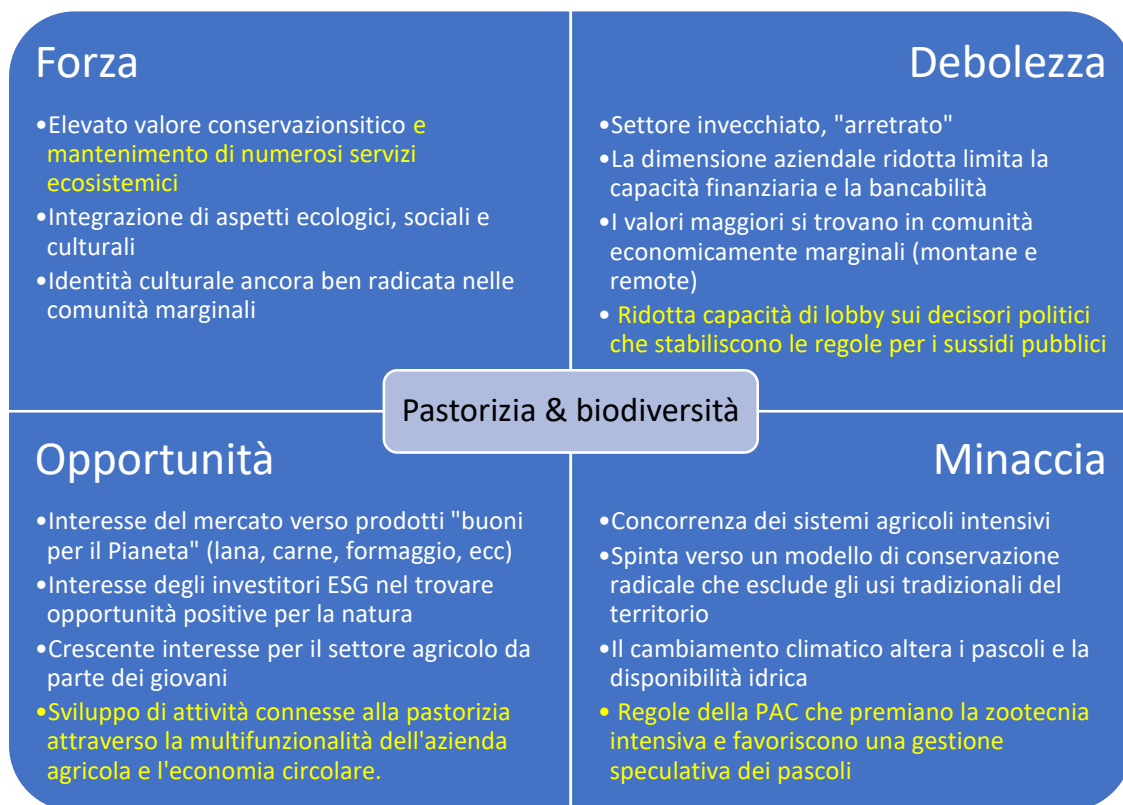 Forza
•Elevato valore conservazionsitico e
mantenimento di numerosi servizi
ecosistemici
•Integrazione di aspetti ecologici, sociali e
culturali
•Identità culturale ancora ben radicata nelle
comunità marginali
Debolezza
•Settore invecchiato, "arretrato"
•La dimensione aziendale ridotta limita la
capacità finanziaria e la bancabilità
•I valori maggiori si trovano in comunità
economicamente marginali (montane e
remote)
• Ridotta capacità di lobby sui decisori politici
che stabiliscono le regole per i sussidi pubblici
Pastorizia & biodiversità
Opportunità
•Interesse del mercato verso prodotti "buoni
per il Pianeta" (lana, carne, formaggio, ecc)
•Interesse degli investitori ESG nel trovare
opportunità positive per la natura
•Crescente interesse per il settore agricolo da
parte dei giovani
•Sviluppo di attività connesse alla pastorizia
attraverso la multifunzionalità dell'azienda
agricola e l'economia circolare.
Minaccia
•Concorrenza dei sistemi agricoli intensivi
•Spinta verso un modello di conservazione
radicale che esclude gli usi tradizionali del
territorio
•Il cambiamento climatico altera i pascoli e la
disponibilità idrica
• Regole della PAC che premiano la zootecnia
intensiva e favoriscono una gestione
speculativa dei pascoli